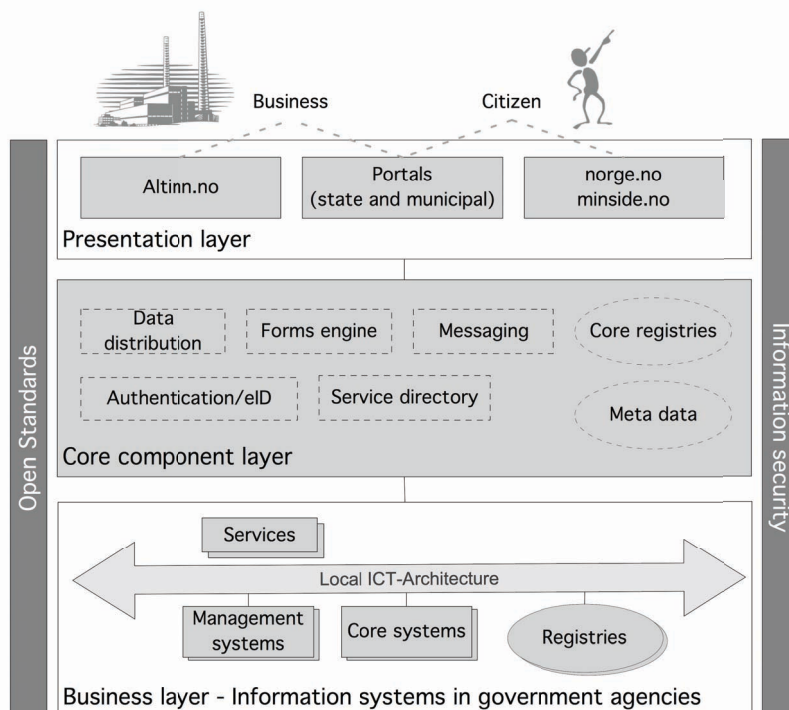 Business
Citizen
Altinn.no
Portals
(state and municipal)
norge.no
minside.no
Presentation layer
Data
distribution
Forms engine
Messaging
Core registries
Authentication/eID
Service directory
Meta data
Core component layer
Services
Local ICT-Architecture
Management
systems
Core systems
Registries
Business layer - Information systems in government agencies
Open Standards
Information security